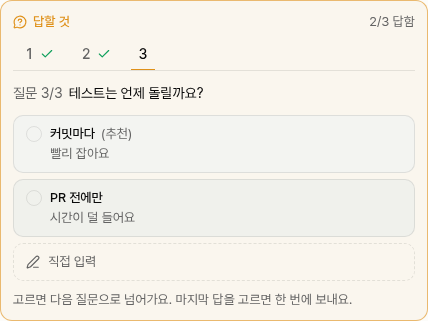 답할 것
2/3 답함
1 2 3
질문 3/3 테스트는 언제 돌릴까요?
커밋마다 (추천)
빨리 잡아요
PR 전에만
시간이 덜 들어요
직접 입력
고르면 다음 질문으로 넘어가요. 마지막 답을 고르면 한 번에 보내요.